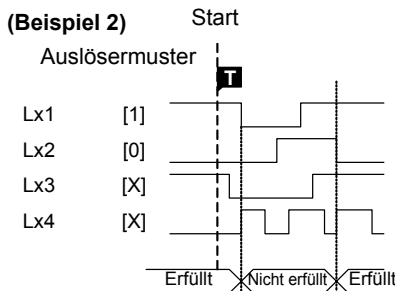 (Beispiel 2) Start
Auslösermuster
T
Lx1 [1]
Lx2 [0]
Lx3 [X]
Lx4 [X]
Erfüllt Nicht erfüllt Erfüllt